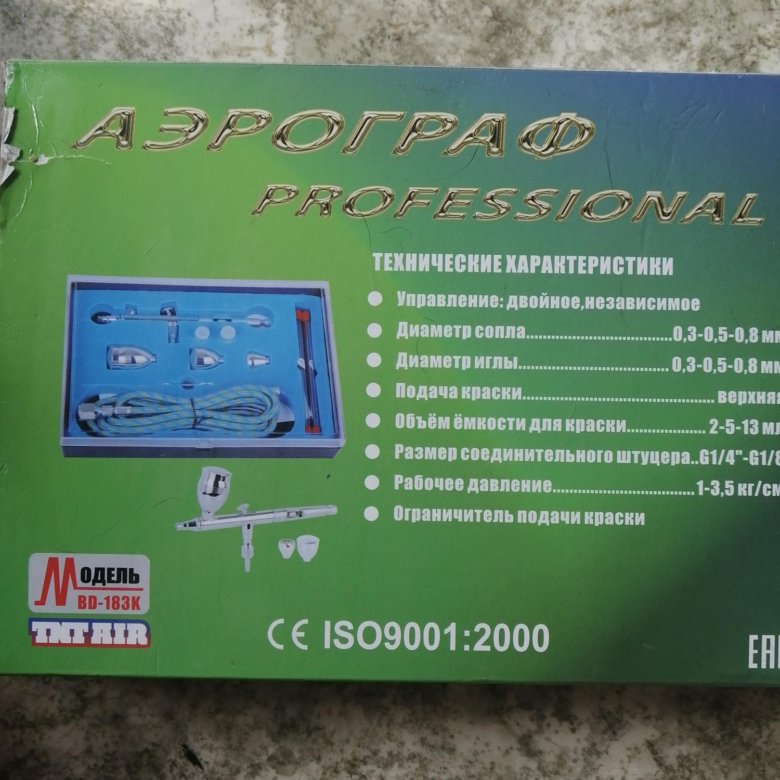 АЭРОГРАФ
PROFESSIONAL
ТЕХНИЧЕСКИЕ ХАРАКТЕРИСТИКИ
Управление: двойное,независимое
Диаметр сопла....................................0,3-0,5-0,8 мм
Диаметр иглы.....................................0,3-0,5-0,8 мм
Подача краски................................................верхняя
Объём ёмкости для краски...................2-5-13 мл
Размер соединительного штуцера..G1/4"-G1/8
Рабочее давление...................................1-3,5 кг/см
Ограничитель подачи краски
МОДЕЛЬ
BD-183K
TNT AIR
CE ISO9001:2000
EAC